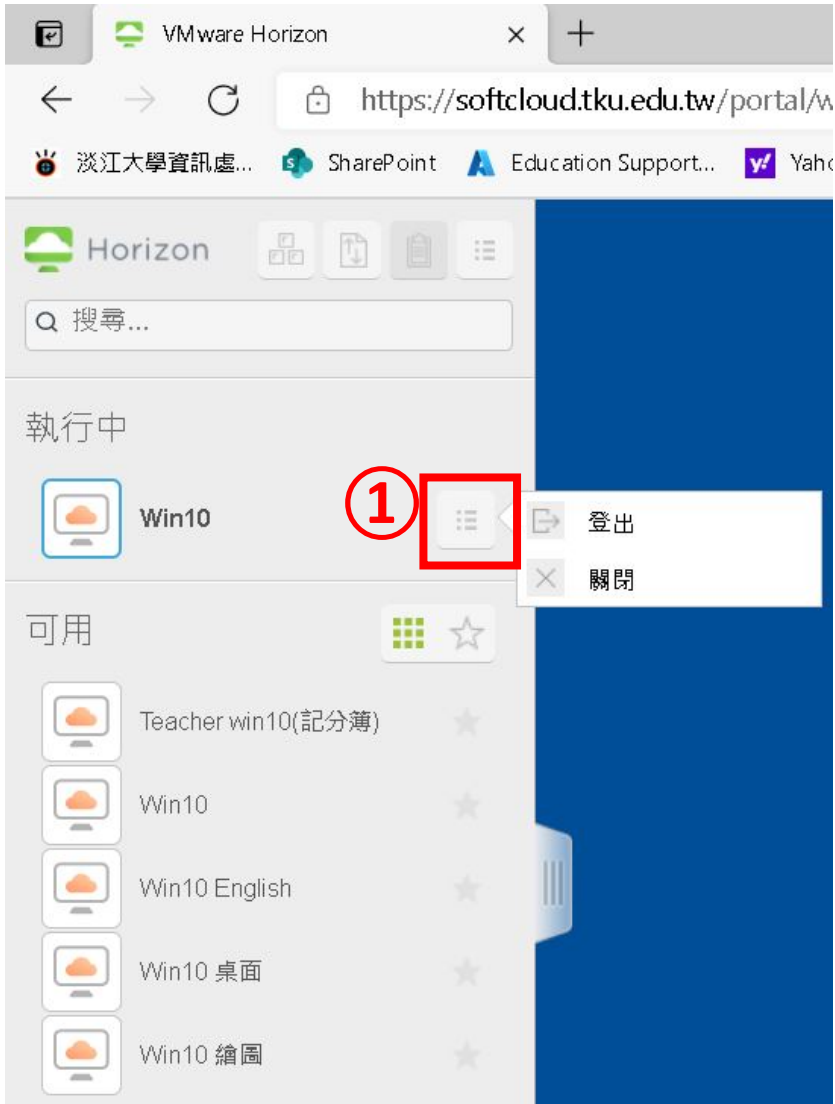 VMware Horizon
https://softcloud.tku.edu.tw/portal/w
淡江大學資訊處... SharePoint Education Support... Yah
Horizon
搜尋...
執行中
Win10
①
登出
關閉
可用
Teacher win10(記分簿)
Win10
Win10 English
Win10 桌面
Win10 繪圖